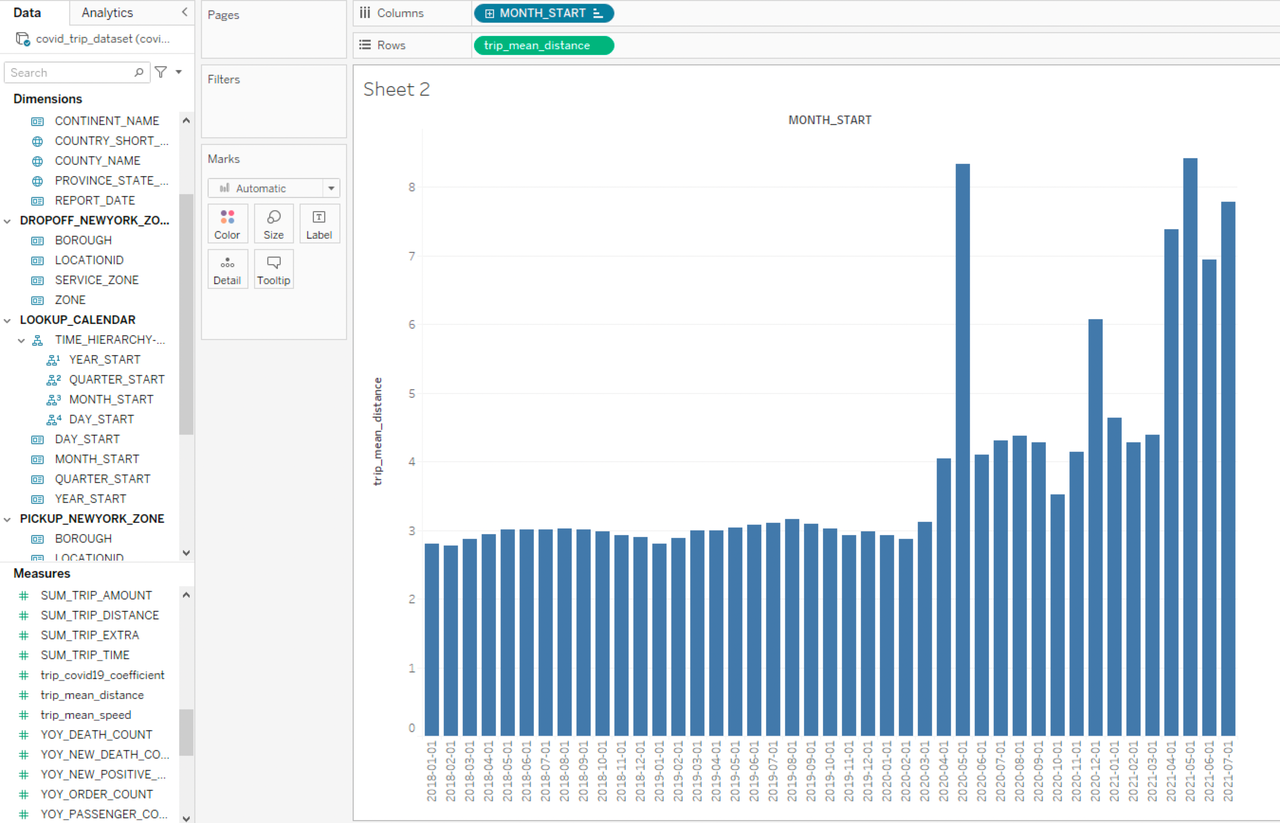 Data
Analytics
covid_trip_dataset (covi...
Search
Dimensions
CONTINENT_NAME
COUNTRY_SHORT_...
COUNTY_NAME
PROVINCE_STATE_...
REPORT_DATE
DROPOFF_NEWYORK_ZO...
BOROUGH
LOCATIONID
SERVICE_ZONE
ZONE
LOOKUP_CALENDAR
TIME_HIERARCHY-...
1 YEAR_START
2 QUARTER_START
3 MONTH_START
4 DAY_START
DAY_START
MONTH_START
QUARTER_START
YEAR_START
PICKUP_NEWYORK_ZONE
BOROUGH
LOCATIONID
Measures
SUM_TRIP_AMOUNT
SUM_TRIP_DISTANCE
SUM_TRIP_EXTRA
SUM_TRIP_TIME
trip_covid19_coefficient
trip_mean_distance
trip_mean_speed
YOY_DEATH_COUNT
YOY_NEW_DEATH_CO...
YOY_NEW_POSITIVE_...
YOY_ORDER_COUNT
YOY_PASSENGER_CO...
Pages
Filters
Marks
Automatic
Color
Size
Label
Detail
Tooltip
Columns
MONTH_START
Rows
trip_mean_distance
Sheet 2
MONTH_START
trip_mean_distance
8
7
6
5
4
3
2
1
0
2018-01-01
2018-02-01
2018-03-01
2018-04-01
2018-05-01
2018-06-01
2018-07-01
2018-08-01
2018-09-01
2018-10-01
2018-11-01
2018-12-01
2019-01-01
2019-02-01
2019-03-01
2019-04-01
2019-05-01
2019-06-01
2019-07-01
2019-08-01
2019-09-01
2019-10-01
2019-11-01
2019-12-01
2020-01-01
2020-02-01
2020-03-01
2020-04-01
2020-05-01
2020-06-01
2020-07-01
2020-08-01
2020-09-01
2020-10-01
2020-11-01
2020-12-01
2021-01-01
2021-02-01
2021-03-01
2021-04-01
2021-05-01
2021-06-01
2021-07-01